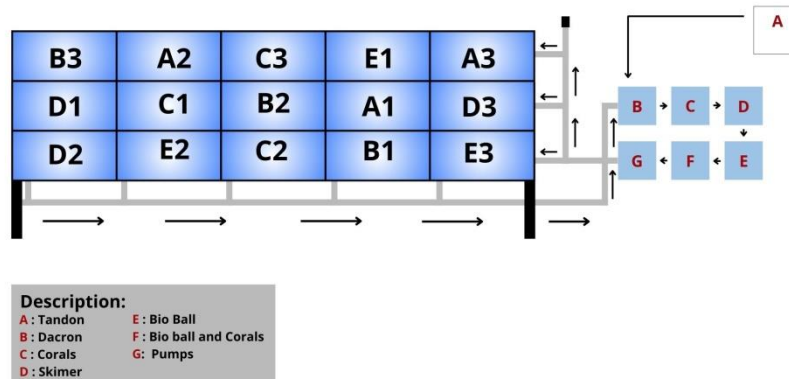 A
B3 A2 C3 E1 A3
D1 C1 B2 A1 D3
D2 E2 C2 B1 E3
B C D
G F E
Description:
A : Tandon E : Bio Ball
B : Dacron F : Bio ball and Corals
C : Corals G: Pumps
D : Skimer